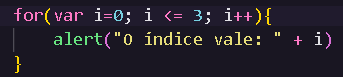 for(var i=0; i <= 3; i++){
    alert("O índice vale: " + i)
}